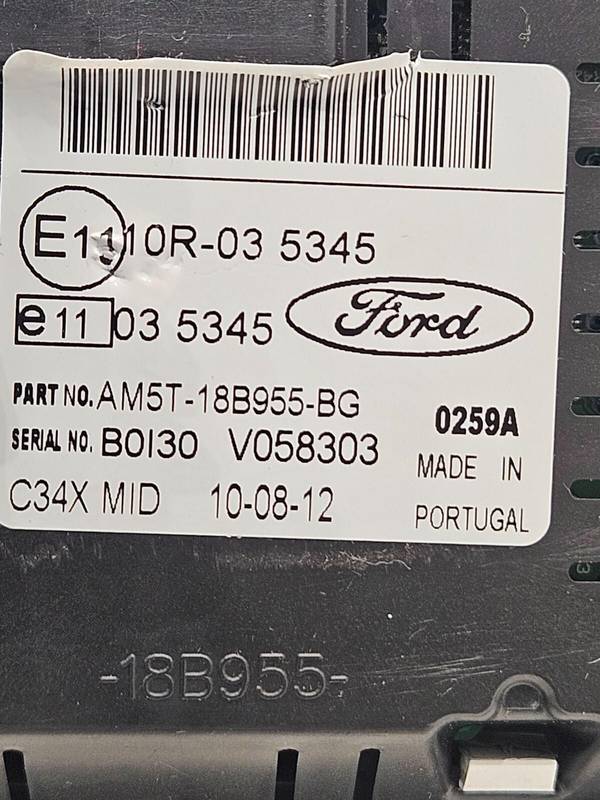 E11 10R-03 5345
e11 03 5345
Ford
PART NO. AM5T-18B955-BG
0259A
SERIAL NO. B0I30 V058303
MADE IN
C34X MID 10-08-12
PORTUGAL
-18B955-